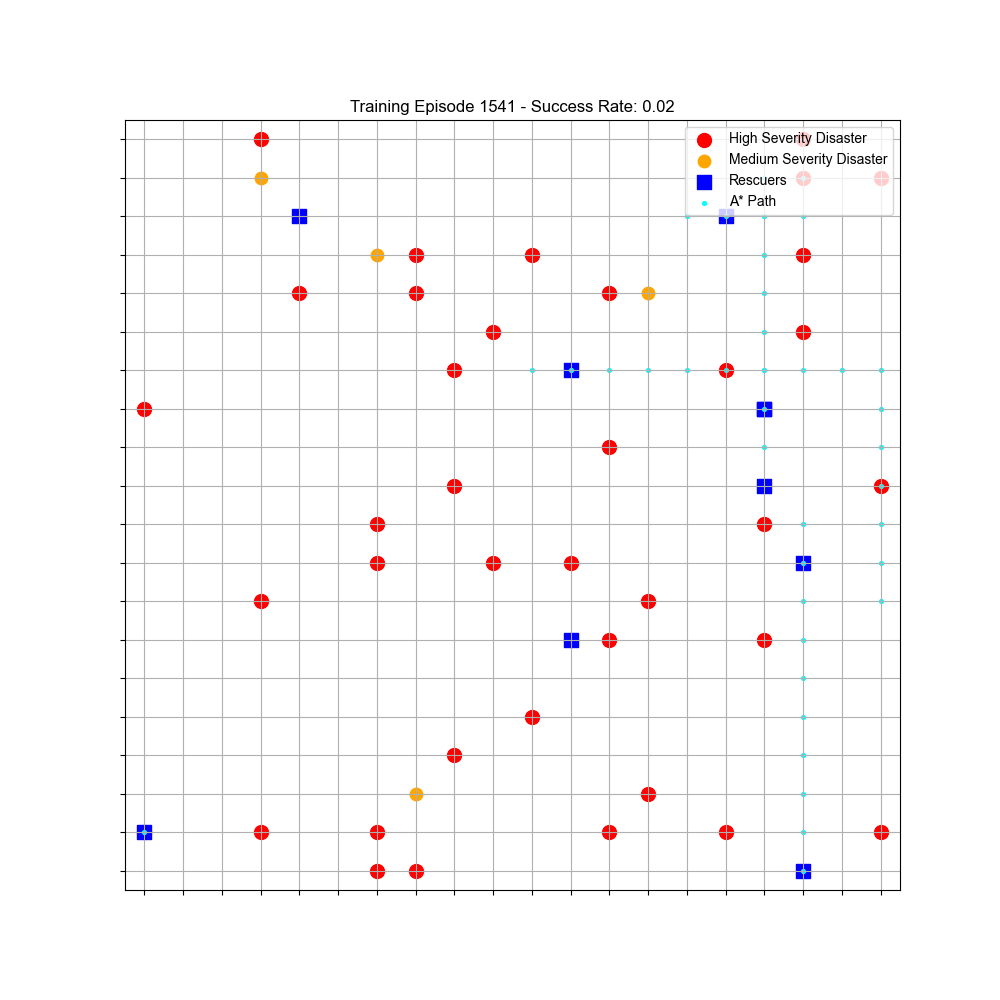 Training Episode 1541 - Success Rate: 0.02
High Severity Disaster
Medium Severity Disaster
Rescuers
A* Path